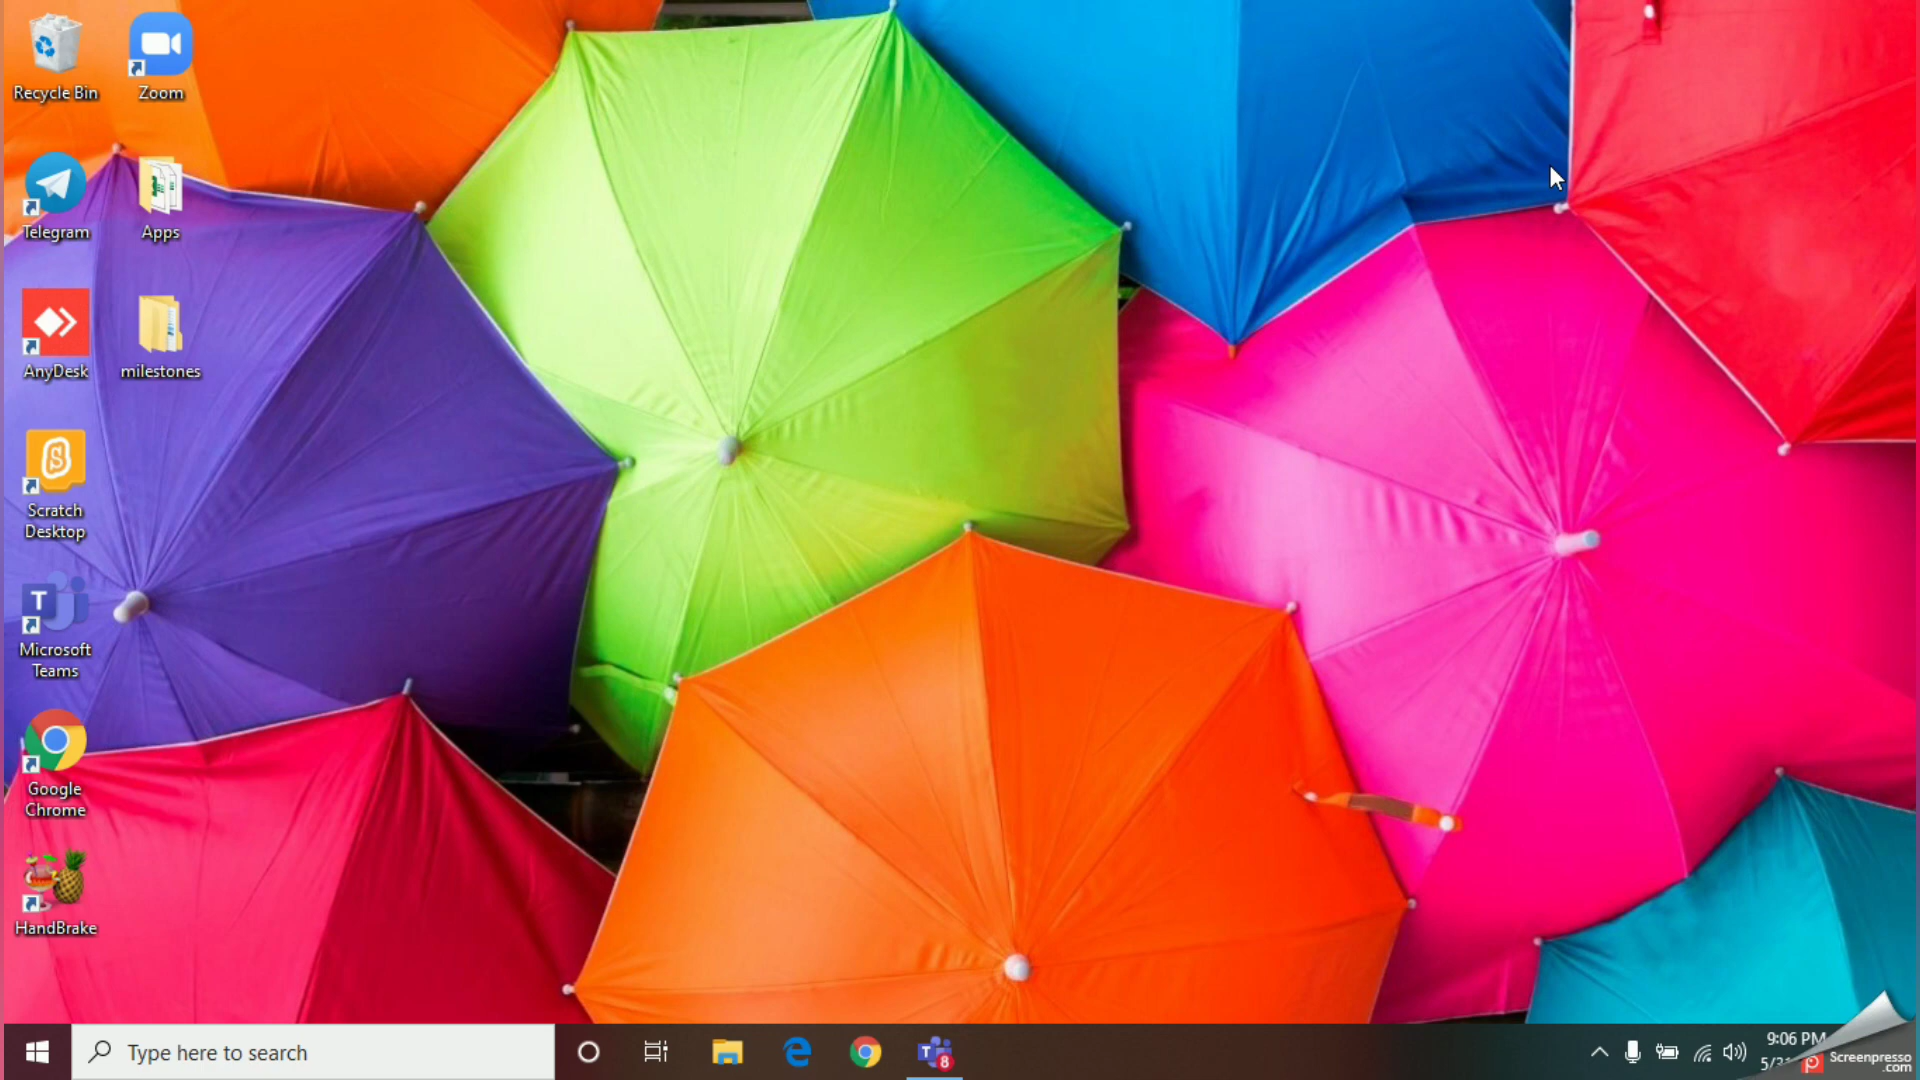 Recycle Bin
Zoom
Telegram
Apps
AnyDesk
milestones
S
Scratch
Desktop
T
Microsoft
Teams
Google
Chrome
HandBrake
Type here to search
T
8
9:06 PM
Screenpresso
.com